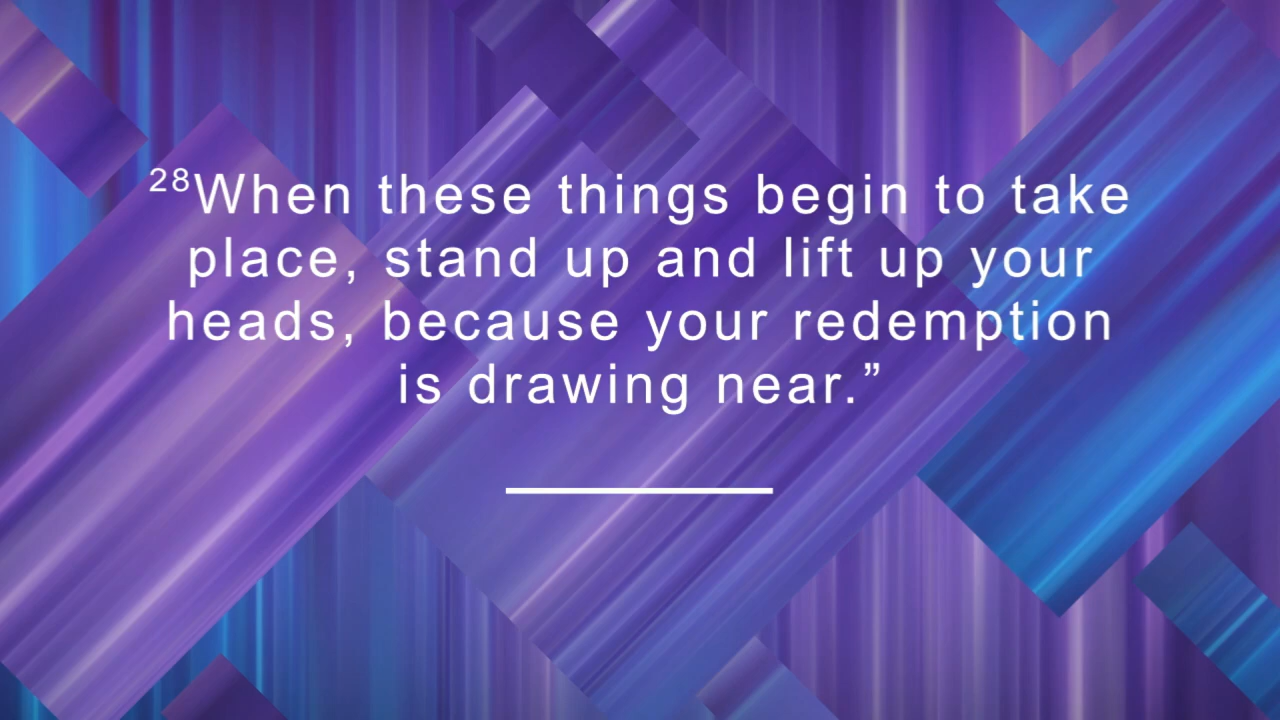 ²⁸When these things begin to take
place, stand up and lift up your
heads, because your redemption
is drawing near.”